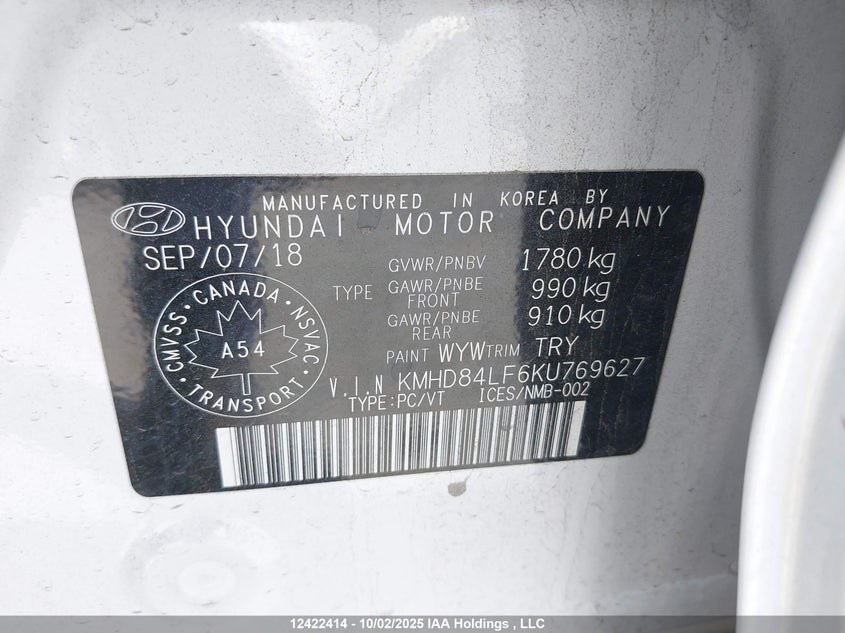 MANUFACTURED IN KOREA BY
HYUNDAI MOTOR COMPANY
SEP/07/18
GVWR/PNBV 1780 kg
TYPE GAWR/PNBE FRONT 990 kg
GAWR/PNBE REAR 910 kg
PAINT WYW TRIM TRY
CMVSS · CANADA · NSVAC · TRANSPORT ·
A54
V.I.N KMHD84LF6KU769627
TYPE:PC/VT ICES/NMB-002
12422414 - 10/02/2025 IAA Holdings , LLC